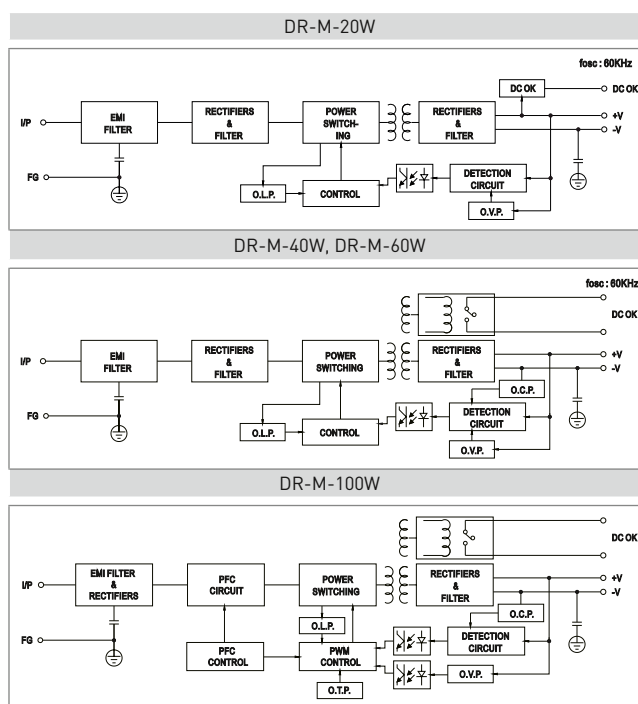 DR-M-20W
fosc : 60KHz
DC OK
DC OK
I/P
EMI
FILTER
RECTIFIERS
&
FILTER
POWER
SWITCH-
ING
RECTIFIERS
&
FILTER
+V
-V
FG
O.L.P.
CONTROL
DETECTION
CIRCUIT
O.V.P.
DR-M-40W, DR-M-60W
fosc : 60KHz
DC OK
I/P
EMI
FILTER
RECTIFIERS
&
FILTER
POWER
SWITCHING
RECTIFIERS
&
FILTER
+V
-V
O.C.P.
FG
O.L.P.
CONTROL
DETECTION
CIRCUIT
O.V.P.
DR-M-100W
DC OK
I/P
EMI FILTER
&
RECTIFIERS
PFC
CIRCUIT
POWER
SWITCHING
RECTIFIERS
&
FILTER
+V
-V
O.C.P.
O.L.P.
FG
PFC
CONTROL
PWM
CONTROL
DETECTION
CIRCUIT
O.V.P.
O.T.P.